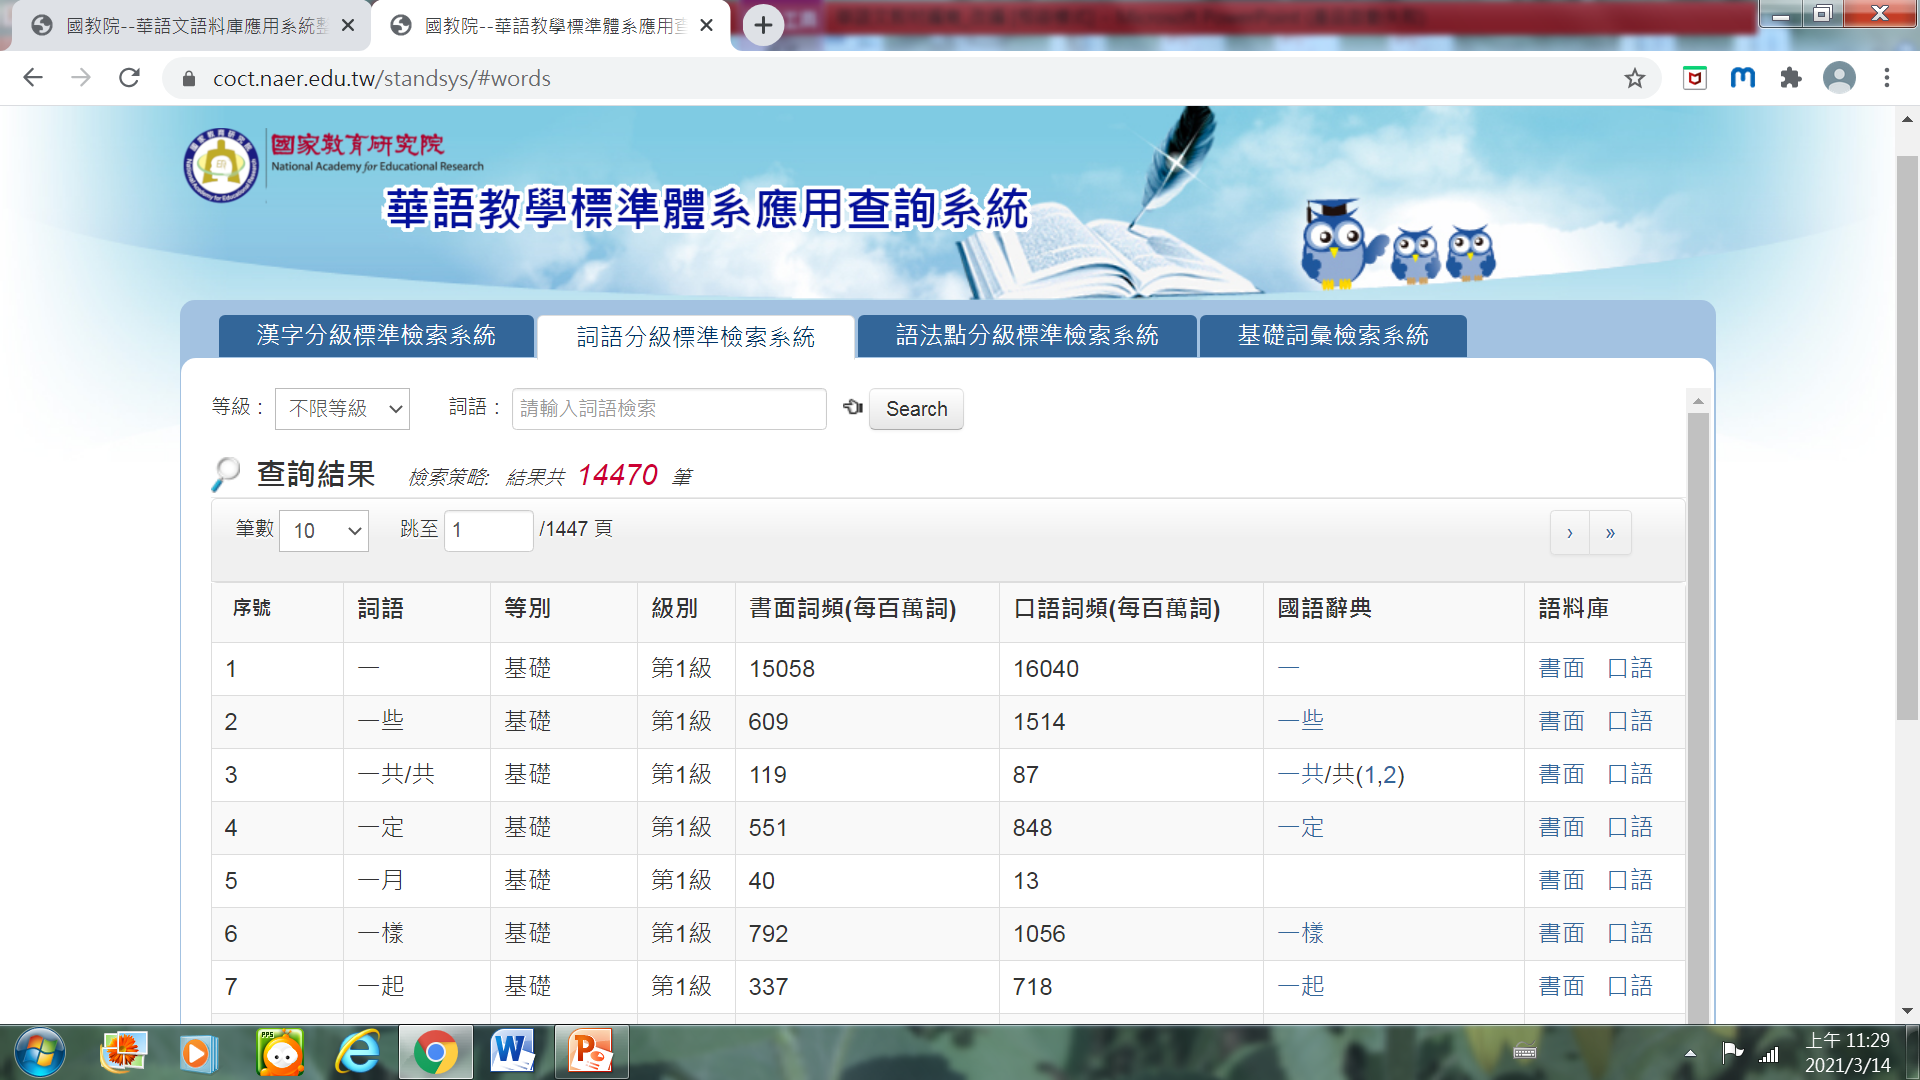 國教院--華語文語料庫應用系統整
國教院--華語教學標準體系應用查
coct.naer.edu.tw/standsys/#words
國家教育研究院
National Academy for Educational Research
華語教學標準體系應用查詢系統
漢字分級標準檢索系統 詞語分級標準檢索系統 語法點分級標準檢索系統 基礎詞彙檢索系統
等級： 不限等級 詞語： 請輸入詞語檢索 Search
查詢結果 檢索策略: 結果共 14470 筆
筆數 10 跳至 1 /1447 頁 › »
序號 詞語 等別 級別 書面詞頻(每百萬詞) 口語詞頻(每百萬詞) 國語辭典 語料庫
1 一 基礎 第1級 15058 16040 一 書面 口語
2 一些 基礎 第1級 609 1514 一些 書面 口語
3 一共/共 基礎 第1級 119 87 一共/共(1,2) 書面 口語
4 一定 基礎 第1級 551 848 一定 書面 口語
5 一月 基礎 第1級 40 13 書面 口語
6 一樣 基礎 第1級 792 1056 一樣 書面 口語
7 一起 基礎 第1級 337 718 一起 書面 口語
上午 11:29
2021/3/14